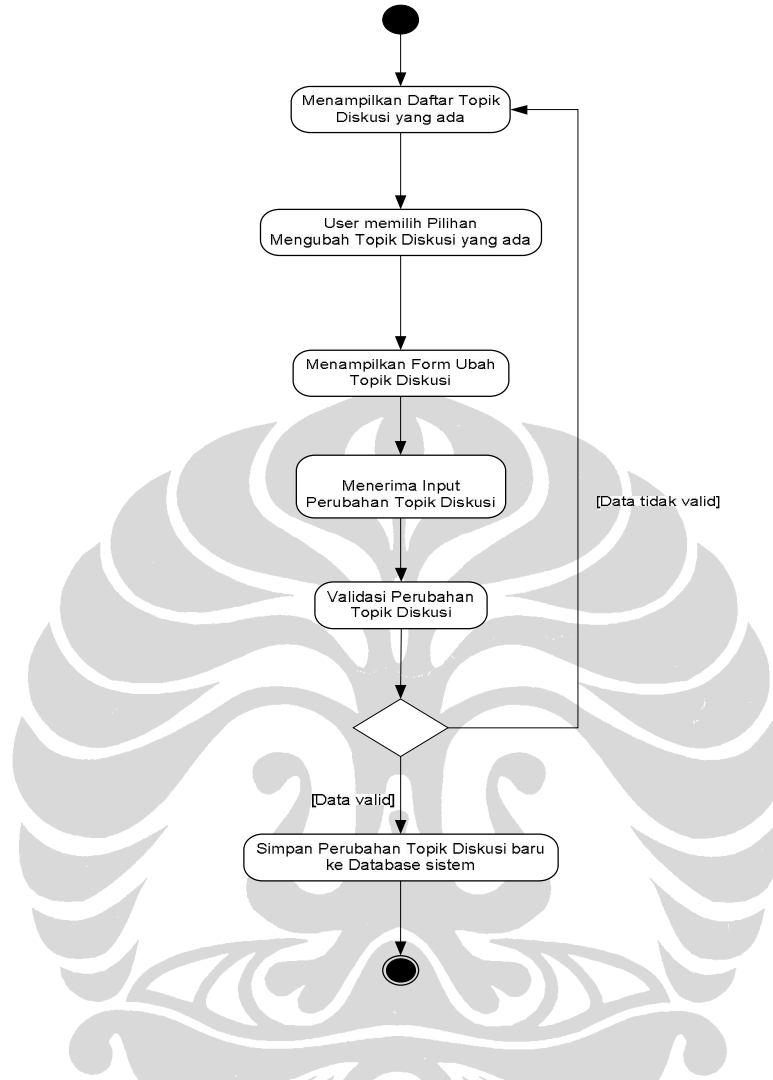 Menampilkan Daftar Topik
Diskusi yang ada
User memilih Pilihan
Mengubah Topik Diskusi yang ada
Menampilkan Form Ubah
Topik Diskusi
Menerima Input
Perubahan Topik Diskusi
[Data tidak valid]
Validasi Perubahan
Topik Diskusi
[Data valid]
Simpan Perubahan Topik Diskusi baru
ke Database sistem